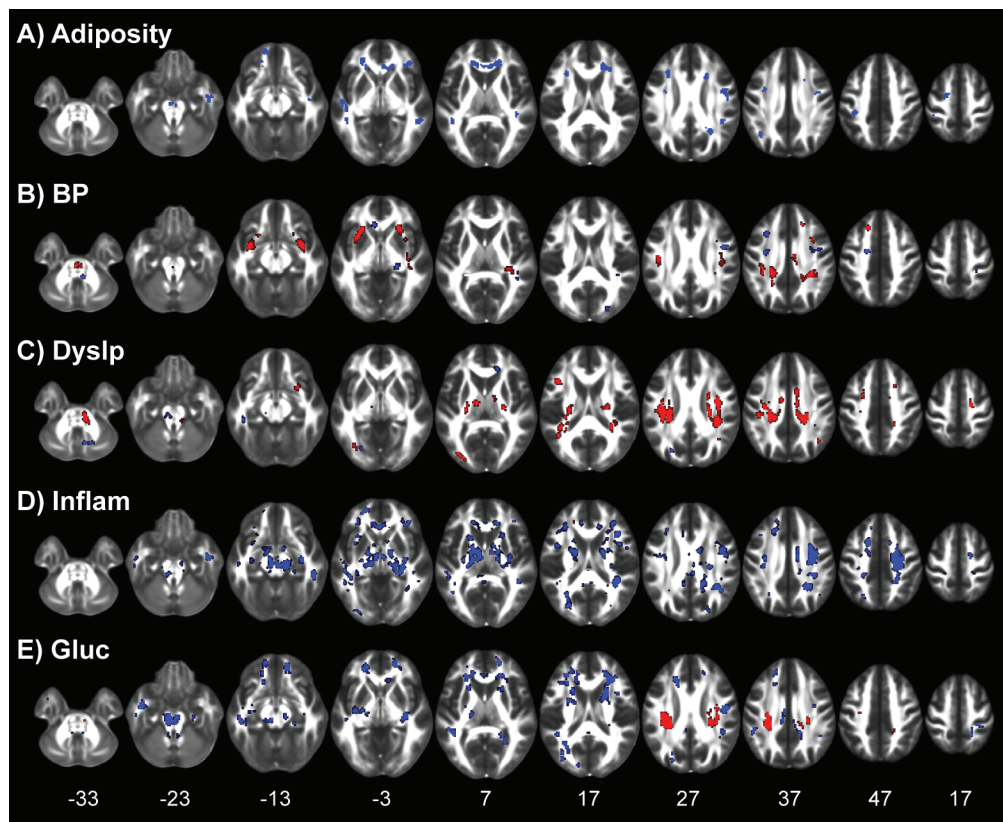 A) Adiposity
B) BP
C) Dyslp
D) Inflam
E) Gluc
-33 -23 -13 -3 7 17 27 37 47 17